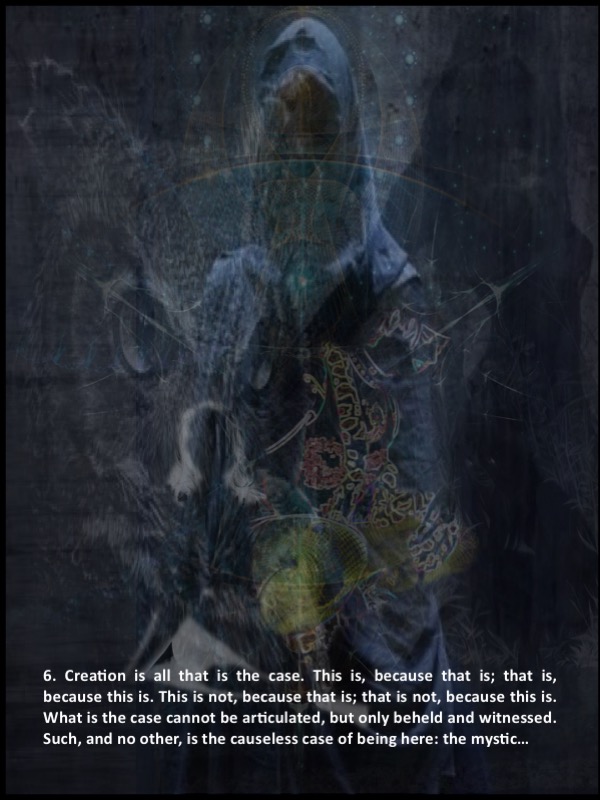 6. Creation is all that is the case. This is, because that is; that is,
because this is. This is not, because that is; that is not, because this is.
What is the case cannot be articulated, but only beheld and witnessed.
Such, and no other, is the causeless case of being here: the mystic…